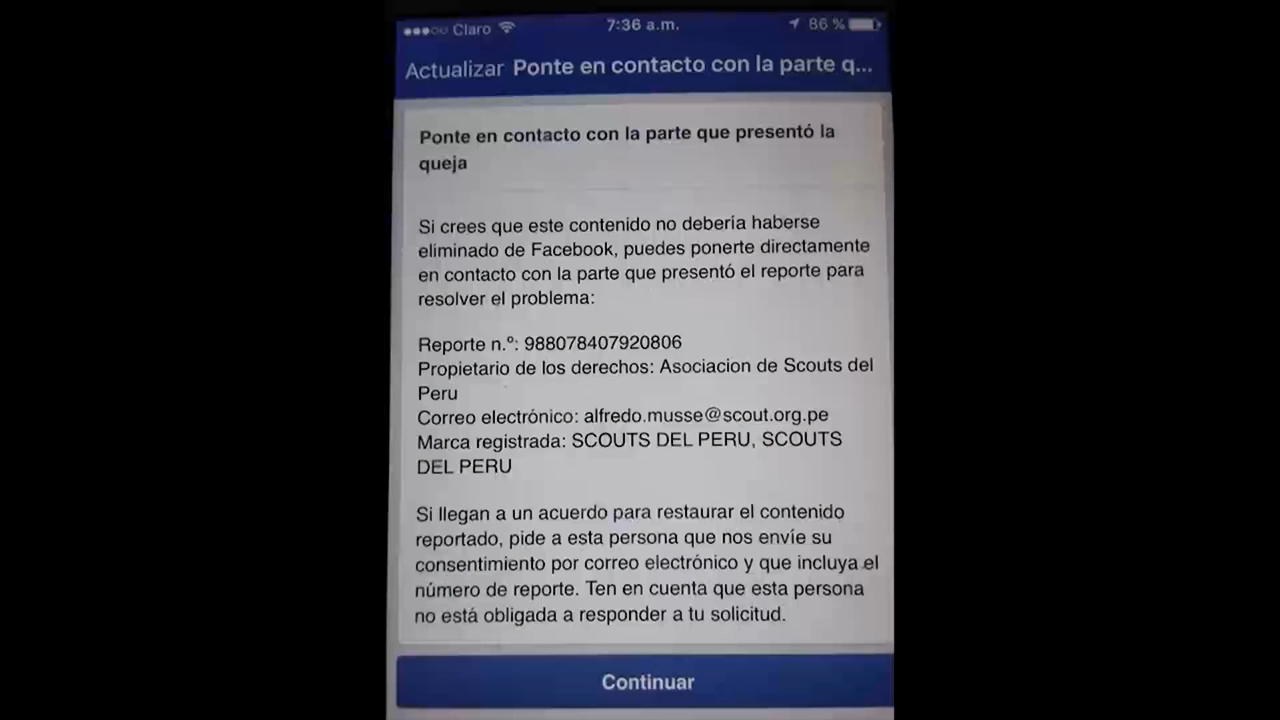 Claro 7:36 a.m. 86 %
Actualizar Ponte en contacto con la parte q...
Ponte en contacto con la parte que presentó la
queja
Si crees que este contenido no debería haberse
eliminado de Facebook, puedes ponerte directamente
en contacto con la parte que presentó el reporte para
resolver el problema:
Reporte n.º: 988078407920806
Propietario de los derechos: Asociacion de Scouts del
Peru
Correo electrónico: alfredo.musse@scout.org.pe
Marca registrada: SCOUTS DEL PERU, SCOUTS
DEL PERU
Si llegan a un acuerdo para restaurar el contenido
reportado, pide a esta persona que nos envíe su
consentimiento por correo electrónico y que incluya el
número de reporte. Ten en cuenta que esta persona
no está obligada a responder a tu solicitud.
Continuar